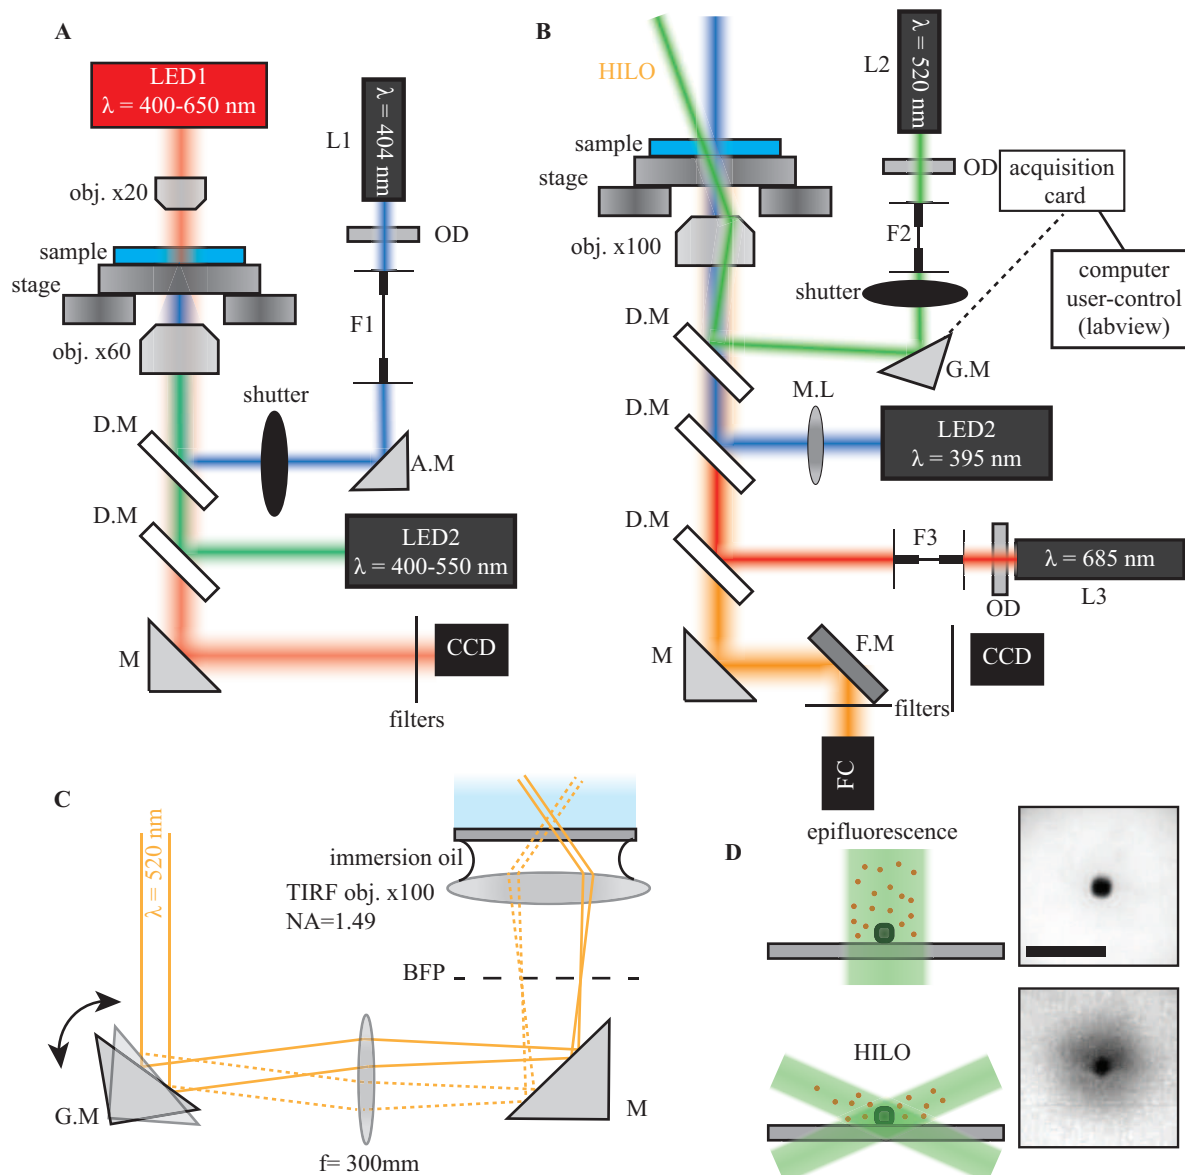 A
LED1
λ = 400-650 nm
L1
λ = 404 nm
obj. x20
OD
sample
stage
F1
obj. x60
shutter
D.M
A.M
D.M
LED2
λ = 400-550 nm
M
CCD
filters
B
HILO
L2
λ = 520 nm
sample
stage
OD
acquisition
card
F2
obj. x100
shutter
computer
user-control
(labview)
D.M
G.M
M.L
D.M
LED2
λ = 395 nm
D.M
F3
λ = 685 nm
OD
L3
M
F.M
CCD
filters
FC
C
λ = 520 nm
immersion oil
TIRF obj. x100
NA=1.49
BFP
G.M
M
f= 300mm
D
epifluorescence
HILO